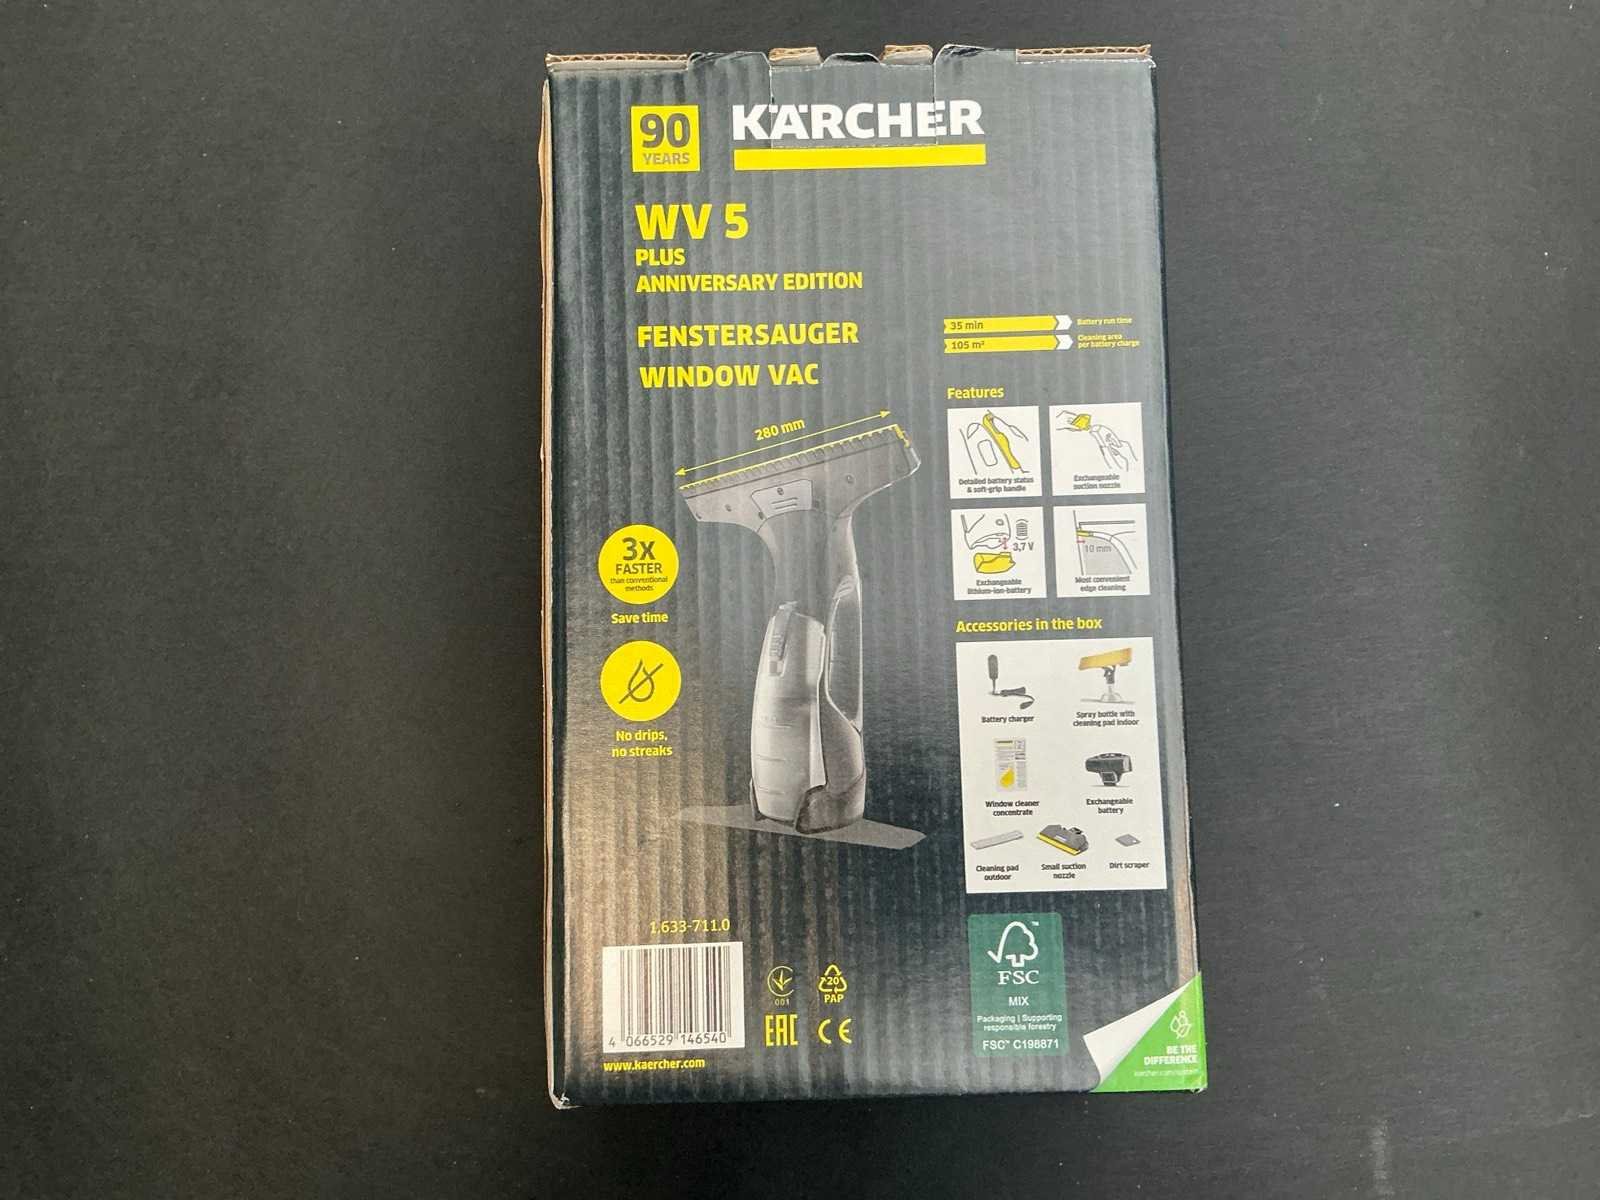 90
YEARS
KÄRCHER
WV 5
PLUS
ANNIVERSARY EDITION
FENSTERSAUGER
WINDOW VAC
280 mm
3X
FASTER
than conventional
methods
Save time
No drips,
no streaks
35 min
Battery run time
105 m²
Cleaning area
per battery charge
Features
Detailed battery status
& soft-grip handle
Exchangeable
suction nozzle
3,7 V
Exchangeable
lithium-ion-battery
10 mm
Most convenient
edge cleaning
Accessories in the box
Battery charger
Spray bottle with
cleaning pad indoor
Window cleaner
concentrate
Exchangeable
battery
Cleaning pad
outdoor
Small suction
nozzle
Dirt scraper
1.633-711.0
4 066529 146540
www.kaercher.com
001
20
PAP
EAC CE
FSC
MIX
Packaging | Supporting
responsible forestry
FSC™ C198871
BE THE
DIFFERENCE